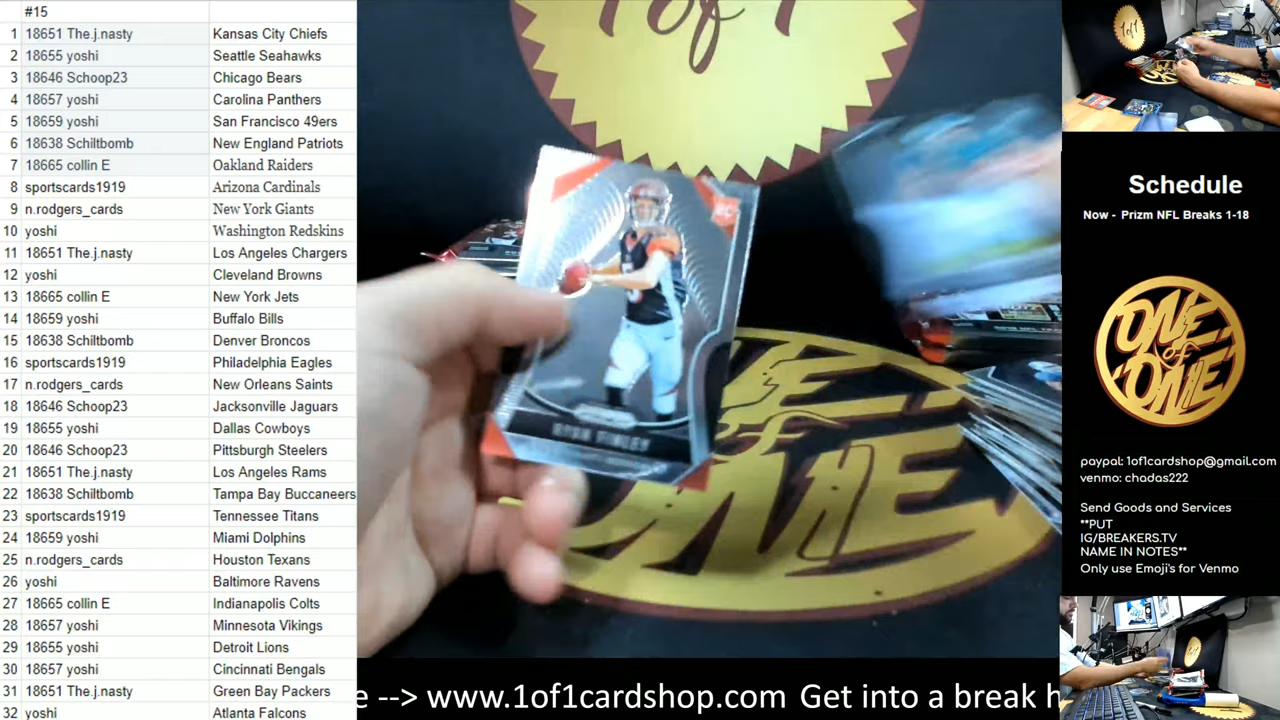 #15
1 18651 The.j.nasty Kansas City Chiefs
2 18655 yoshi Seattle Seahawks
3 18646 Schoop23 Chicago Bears
4 18657 yoshi Carolina Panthers
5 18659 yoshi San Francisco 49ers
6 18638 Schiltbomb New England Patriots
7 18665 collin E Oakland Raiders
8 sportscards1919 Arizona Cardinals
9 n.rodgers_cards New York Giants
10 yoshi Washington Redskins
11 18651 The.j.nasty Los Angeles Chargers
12 yoshi Cleveland Browns
13 18665 collin E New York Jets
14 18659 yoshi Buffalo Bills
15 18638 Schiltbomb Denver Broncos
16 sportscards1919 Philadelphia Eagles
17 n.rodgers_cards New Orleans Saints
18 18646 Schoop23 Jacksonville Jaguars
19 18655 yoshi Dallas Cowboys
20 18646 Schoop23 Pittsburgh Steelers
21 18651 The.j.nasty Los Angeles Rams
22 18638 Schiltbomb Tampa Bay Buccaneers
23 sportscards1919 Tennessee Titans
24 18659 yoshi Miami Dolphins
25 n.rodgers_cards Houston Texans
26 yoshi Baltimore Ravens
27 18665 collin E Indianapolis Colts
28 18657 yoshi Minnesota Vikings
29 18655 yoshi Detroit Lions
30 18657 yoshi Cincinnati Bengals
31 18651 The.j.nasty Green Bay Packers
32 yoshi Atlanta Falcons
1 of 1
RC
RYAN FINLEY
ONE of ONE
e --> www.1of1cardshop.com Get into a break h
1of1
Schedule
Now - Prizm NFL Breaks 1-18
ONE
of
ONE
paypal: 1of1cardshop@gmail.com
venmo: chadas222
Send Goods and Services
**PUT
IG/BREAKERS.TV
NAME IN NOTES**
Only use Emoji's for Venmo